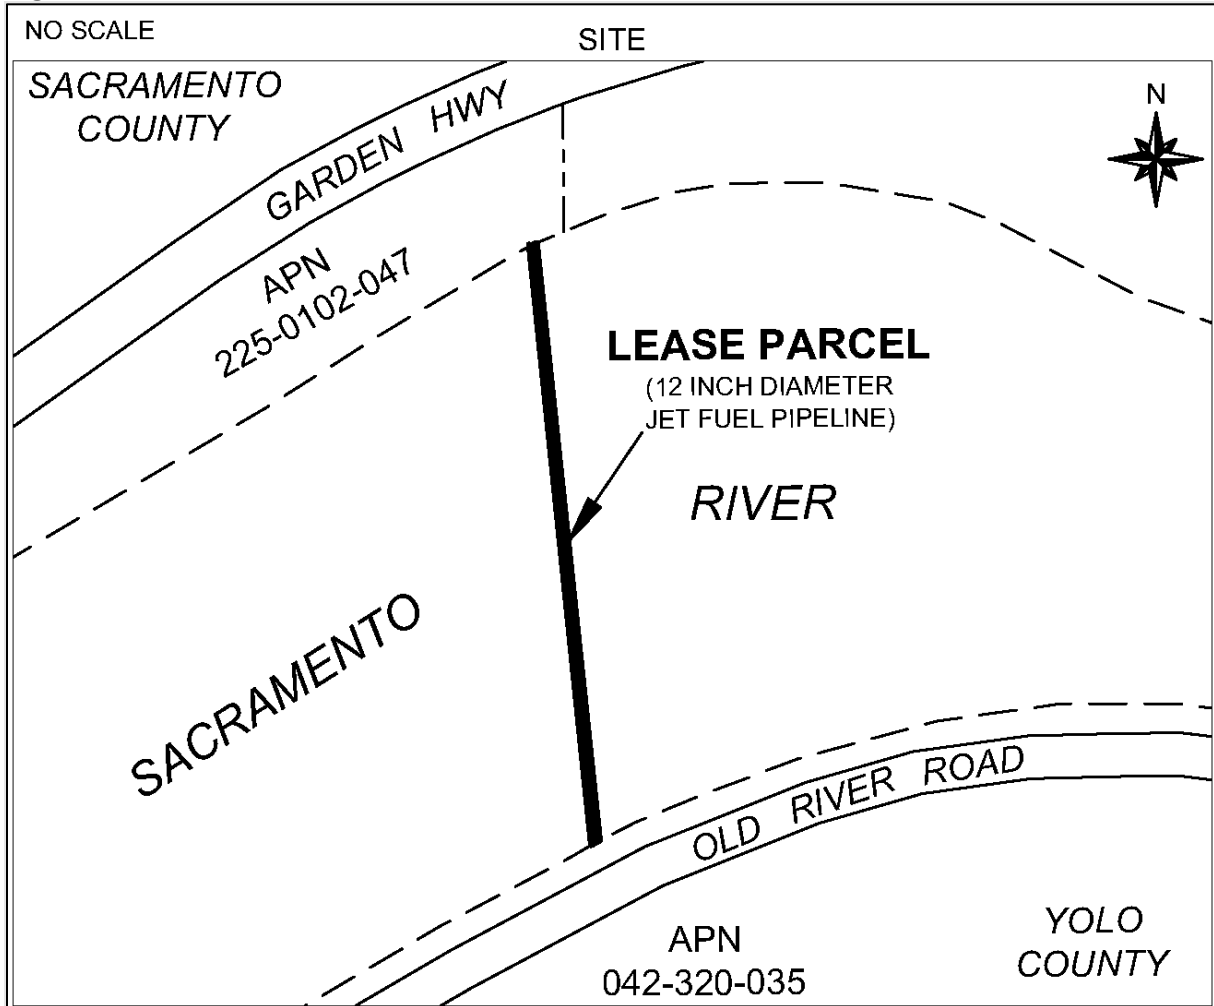 NO SCALE
SITE
SACRAMENTO
COUNTY
GARDEN HWY
N
APN
225-0102-047
LEASE PARCEL
(12 INCH DIAMETER
JET FUEL PIPELINE)
RIVER
SACRAMENTO
OLD RIVER ROAD
APN
042-320-035
YOLO
COUNTY